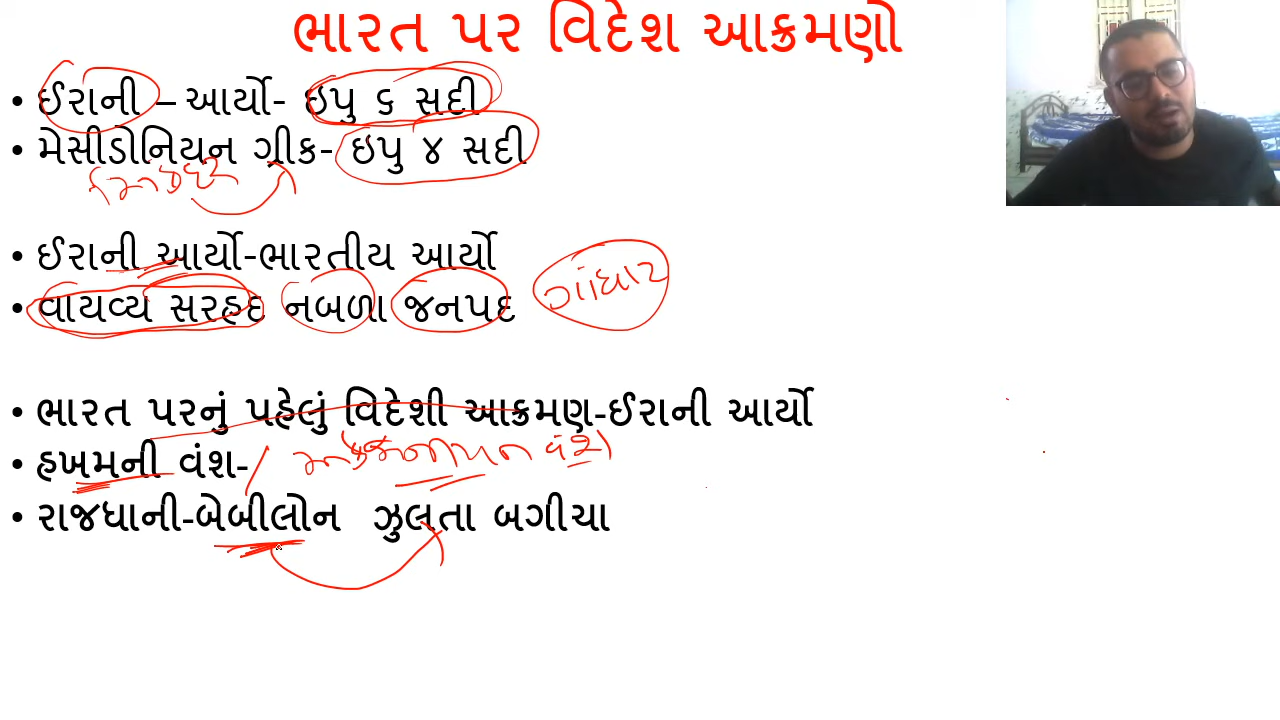 ભારત પર વિદેશ આક્રમણો
• ઈરાની – આર્યો- ઇપુ ૬ સદી
• મેસીડોનિયન ગ્રીક- ઇપુ ૪ સદી
સિકંદર
• ઈરાની આર્યો-ભારતીય આર્યો
• વાયવ્ય સરહદ નબળા જનપદ ગાંધાર
• ભારત પરનું પહેલું વિદેશી આક્રમણ-ઈરાની આર્યો
• હખમની વંશ- / વંશ
• રાજધાની-બેબીલોન ઝુલતા બગીચા